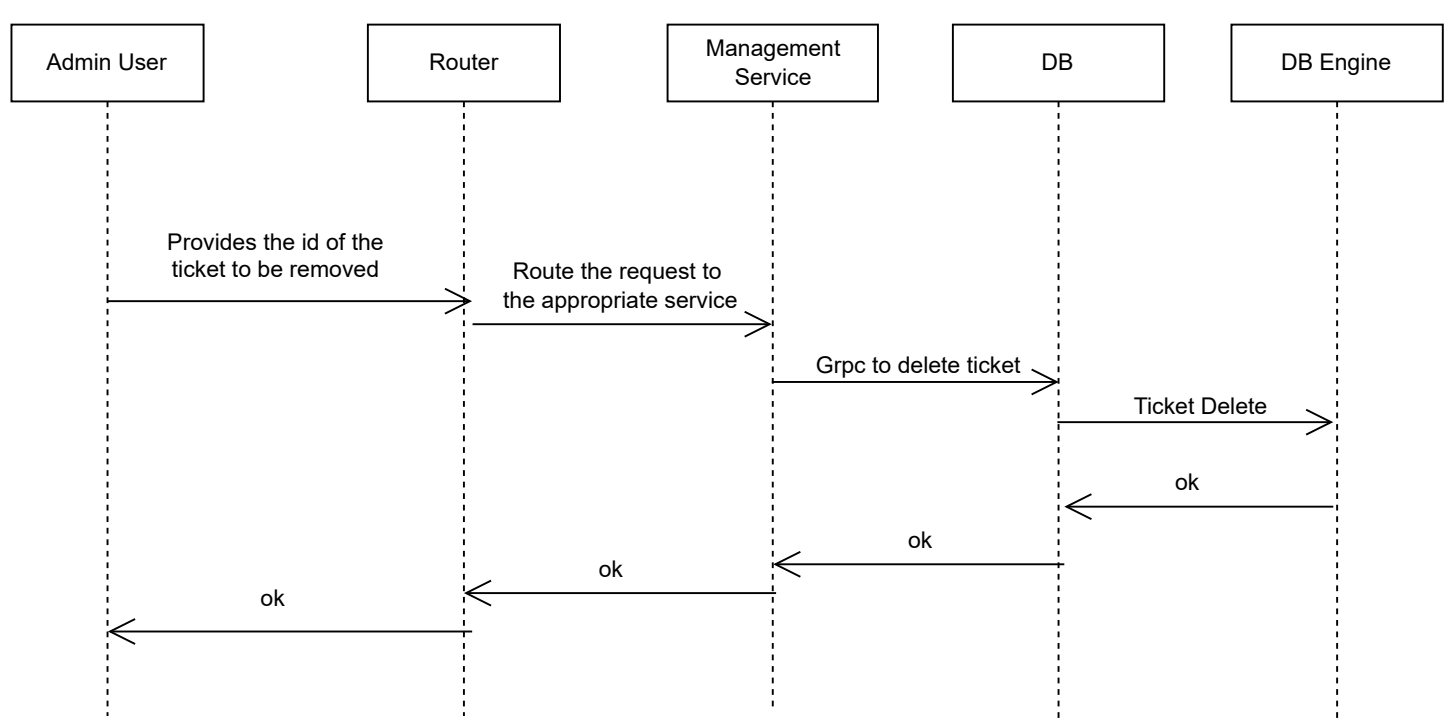 Admin User
Router
Management
Service
DB
DB Engine
Provides the id of the
ticket to be removed
Route the request to
the appropriate service
Grpc to delete ticket
Ticket Delete
ok
ok
ok
ok